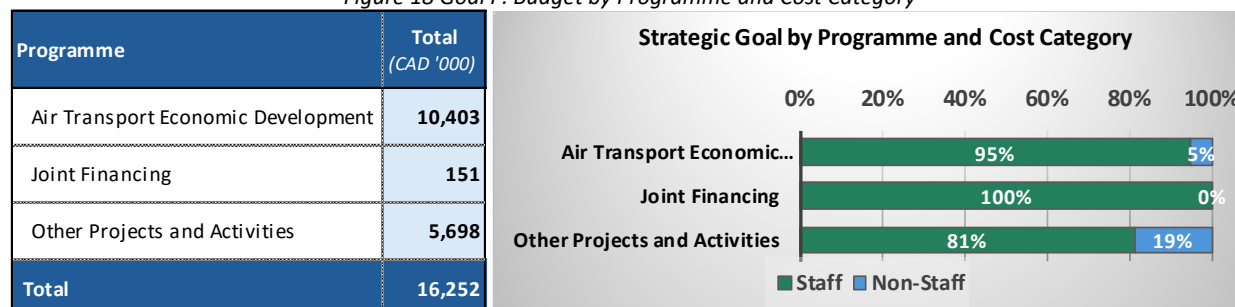 Programme Total
(CAD '000)
Air Transport Economic Development 10,403
Joint Financing 151
Other Projects and Activities 5,698
Total 16,252
Strategic Goal by Programme and Cost Category
0% 20% 40% 60% 80% 100%
Air Transport Economic... 95% 5%
Joint Financing 100% 0%
Other Projects and Activities 81% 19%
Staff Non-Staff